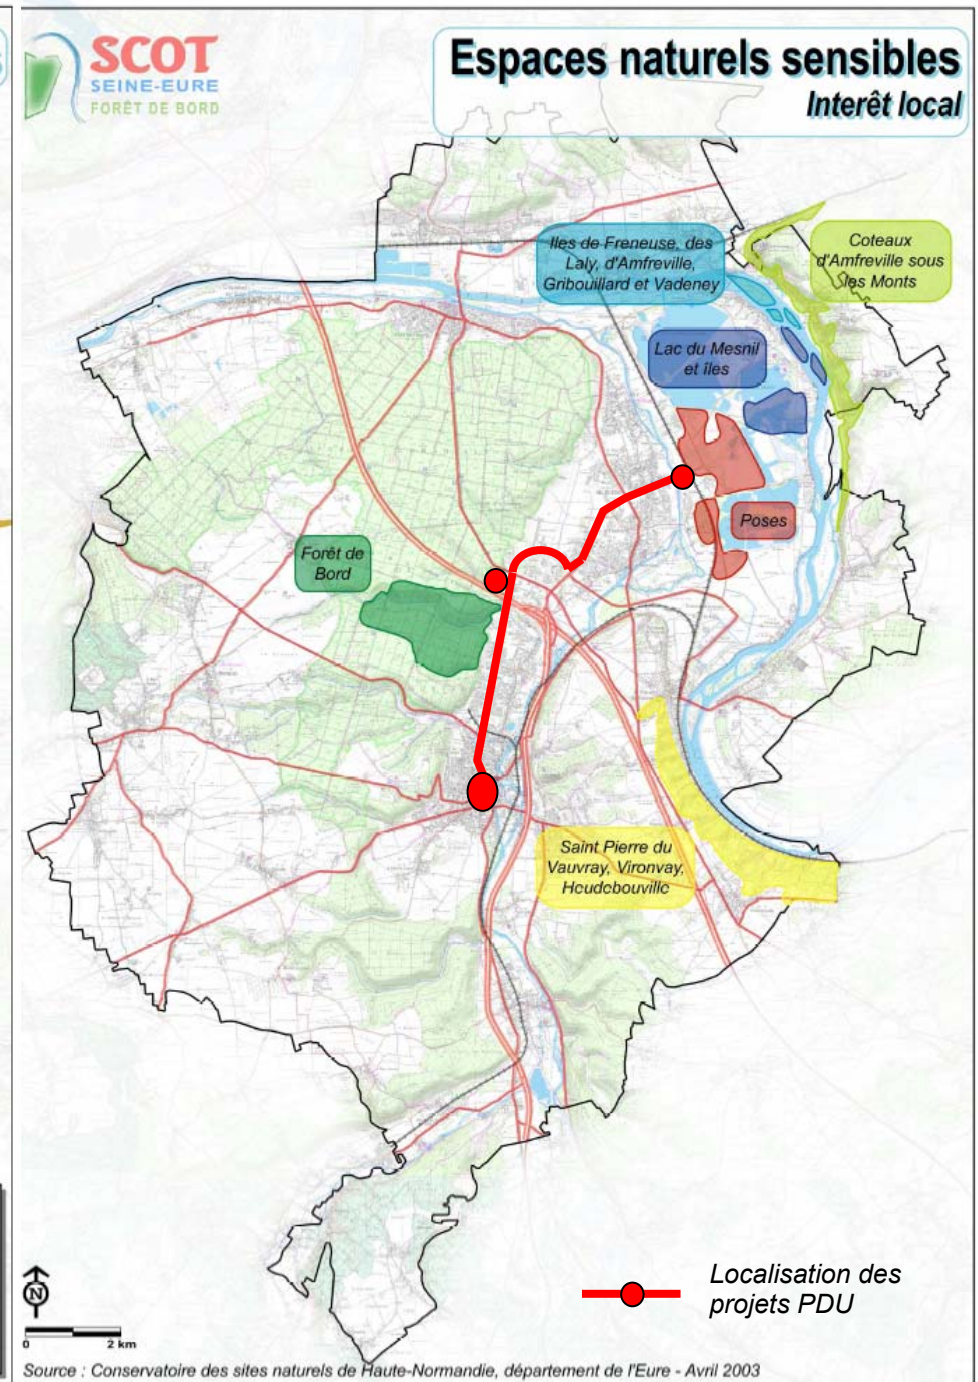 SCOT
SEINE-EURE
FORÊT DE BORD
Espaces naturels sensibles
Interêt local
Iles de Freneuse, des
Laly, d'Amfreville,
Gribouillard et Vadeney
Coteaux
d'Amfreville sous
les Monts
Lac du Mesnil
et îles
Poses
Forêt de
Bord
Saint Pierre du
Vauvray, Vironvay,
Heudebouville
Localisation des
projets PDU
N
0 2 km
Source : Conservatoire des sites naturels de Haute-Normandie, département de l'Eure - Avril 2003